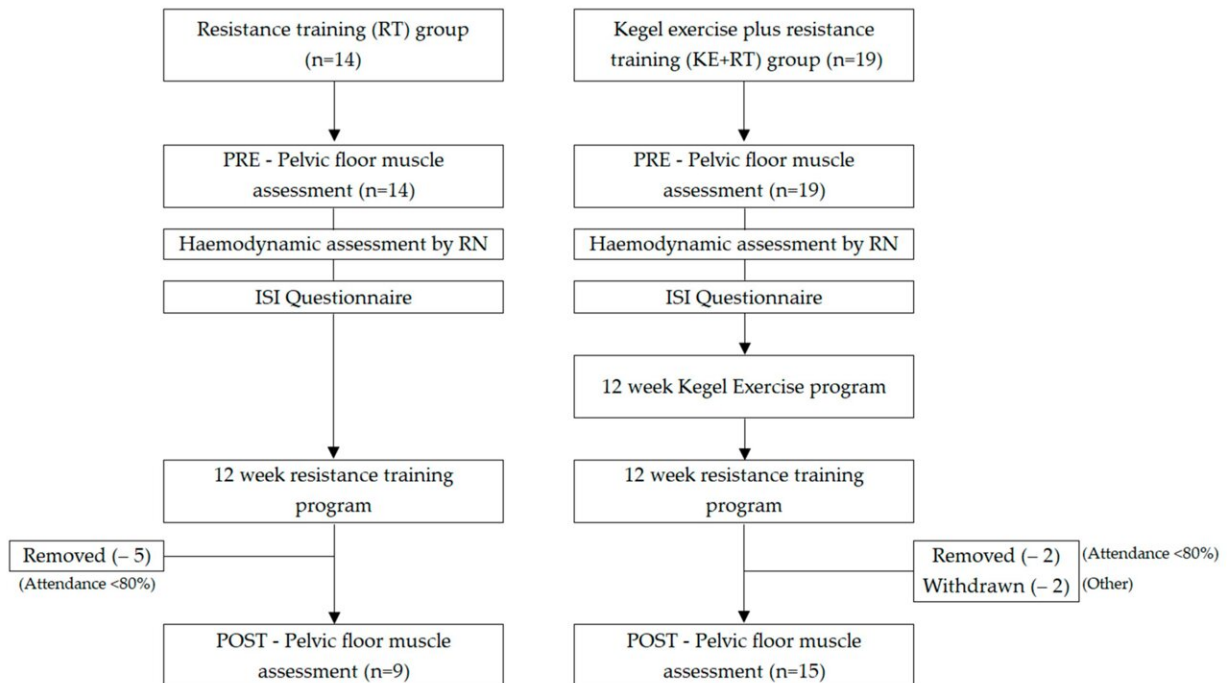 Resistance training (RT) group
(n=14)
Kegel exercise plus resistance
training (KE+RT) group (n=19)
PRE - Pelvic floor muscle
assessment (n=14)
PRE - Pelvic floor muscle
assessment (n=19)
Haemodynamic assessment by RN
Haemodynamic assessment by RN
ISI Questionnaire
ISI Questionnaire
12 week Kegel Exercise program
12 week resistance training
program
12 week resistance training
program
Removed (– 5)
(Attendance <80%)
Removed (– 2)
(Attendance <80%)
Withdrawn (– 2)
(Other)
POST - Pelvic floor muscle
assessment (n=9)
POST - Pelvic floor muscle
assessment (n=15)